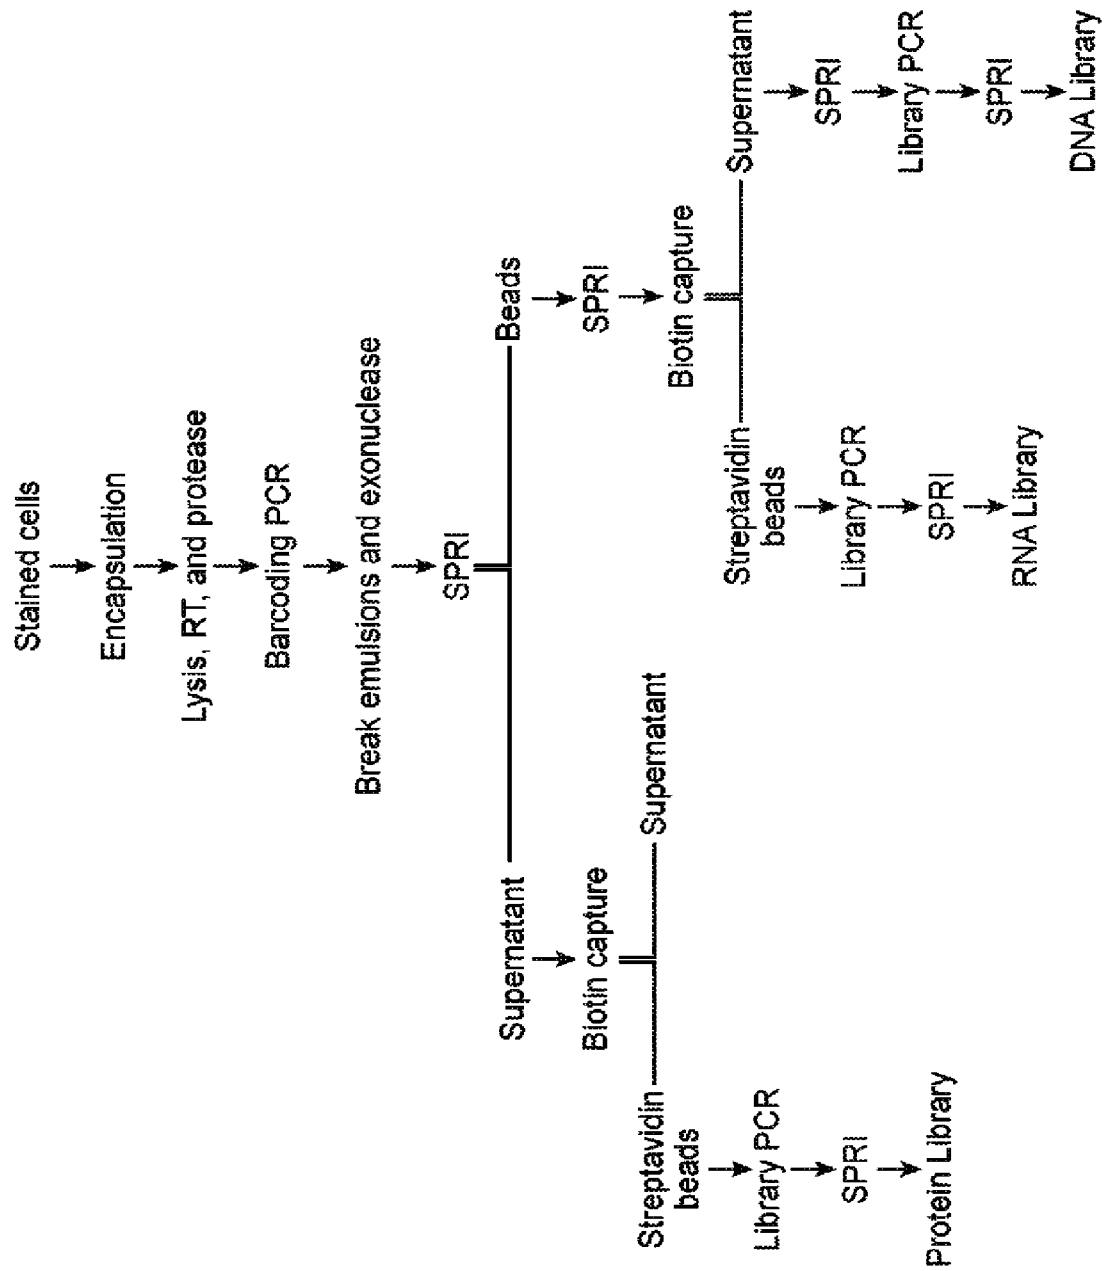 Stained cells
Encapsulation
Lysis, RT, and protease
Barcoding PCR
Break emulsions and exonuclease
SPRI
Supernatant
Biotin capture
Streptavidin
beads
Library PCR
SPRI
Protein Library
Supernatant
Beads
SPRI
Biotin capture
Streptavidin
beads
Library PCR
SPRI
RNA Library
Supernatant
SPRI
Library PCR
SPRI
DNA Library